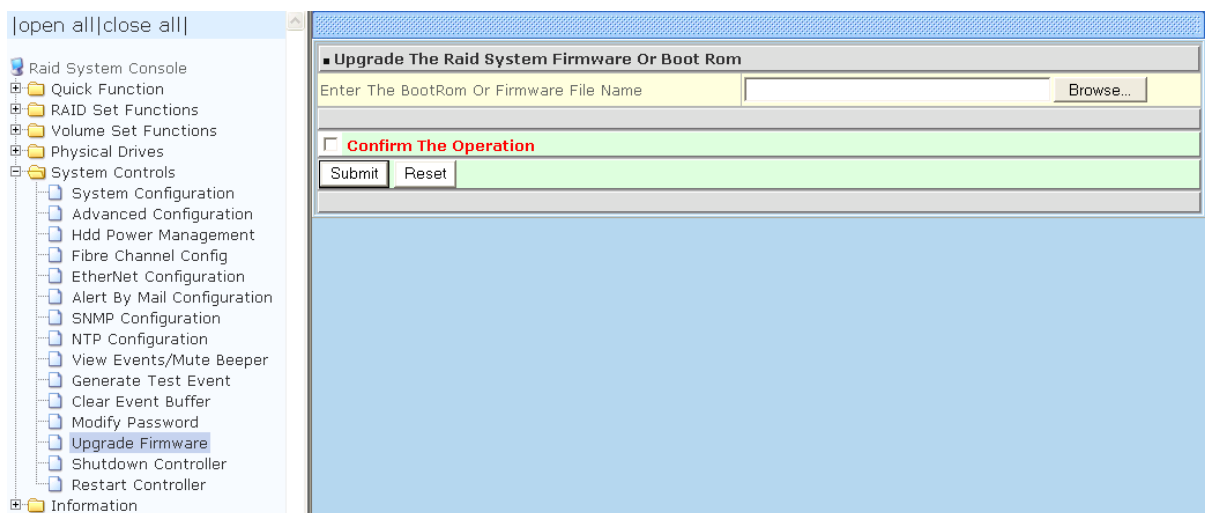 |open all|close all|
Raid System Console
Quick Function
RAID Set Functions
Volume Set Functions
Physical Drives
System Controls
System Configuration
Advanced Configuration
Hdd Power Management
Fibre Channel Config
EtherNet Configuration
Alert By Mail Configuration
SNMP Configuration
NTP Configuration
View Events/Mute Beeper
Generate Test Event
Clear Event Buffer
Modify Password
Upgrade Firmware
Shutdown Controller
Restart Controller
Information
Upgrade The Raid System Firmware Or Boot Rom
Enter The BootRom Or Firmware File Name
Browse...
Confirm The Operation
Submit Reset